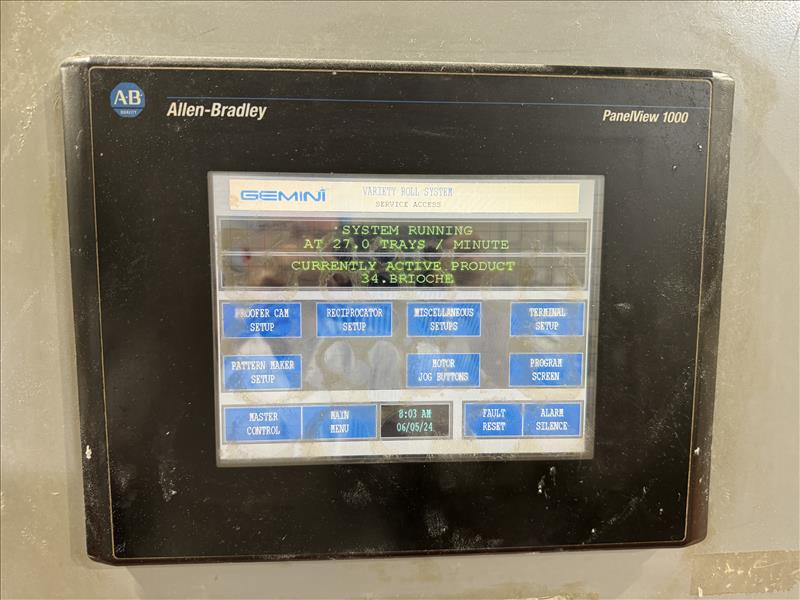 A·B
QUALITY
Allen-Bradley
PanelView 1000
GEMINI
VARIETY ROLL SYSTEM
SERVICE ACCESS
SYSTEM RUNNING
AT 27.0 TRAYS / MINUTE
CURRENTLY ACTIVE PRODUCT
34.BRIOCHE
PROOFER CAM
SETUP
RECIPROCATOR
SETUP
MISCELLANEOUS
SETUPS
TERMINAL
SETUP
PATTERN MAKER
SETUP
MOTOR
JOG BUTTONS
PROGRAM
SCREEN
MASTER
CONTROL
MAIN
MENU
8:03 AM
06/05/24
FAULT
RESET
ALARM
SILENCE